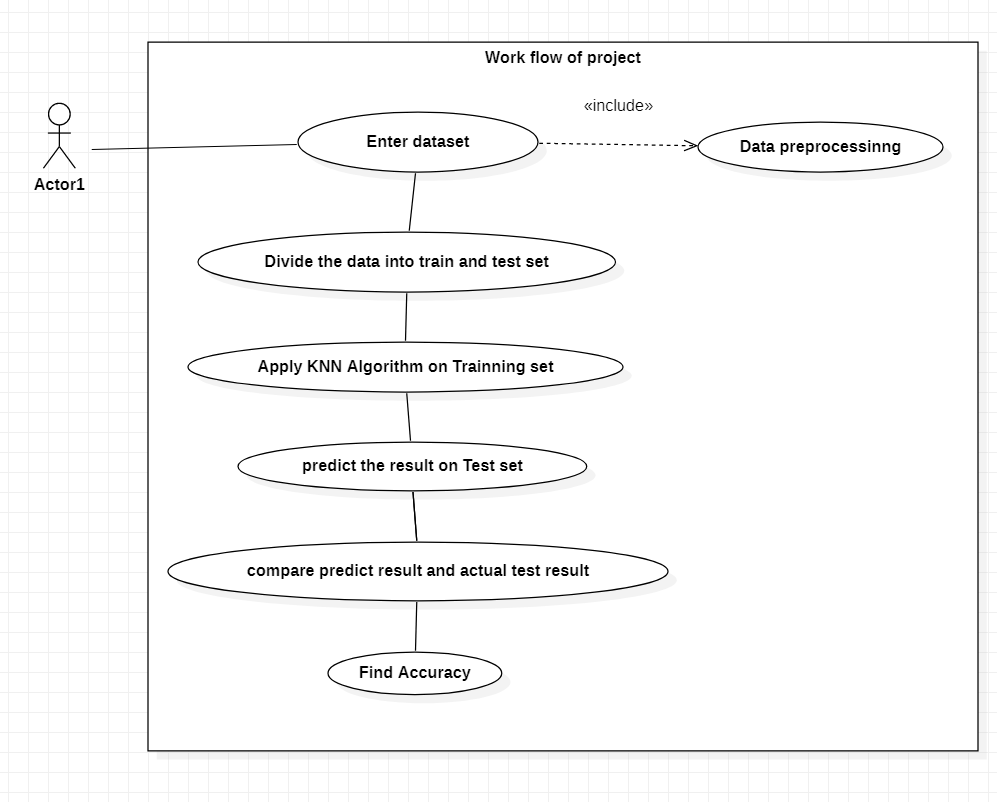 Work flow of project
«include»
Enter dataset
Data preprocessinng
Actor1
Divide the data into train and test set
Apply KNN Algorithm on Trainning set
predict the result on Test set
compare predict result and actual test result
Find Accuracy